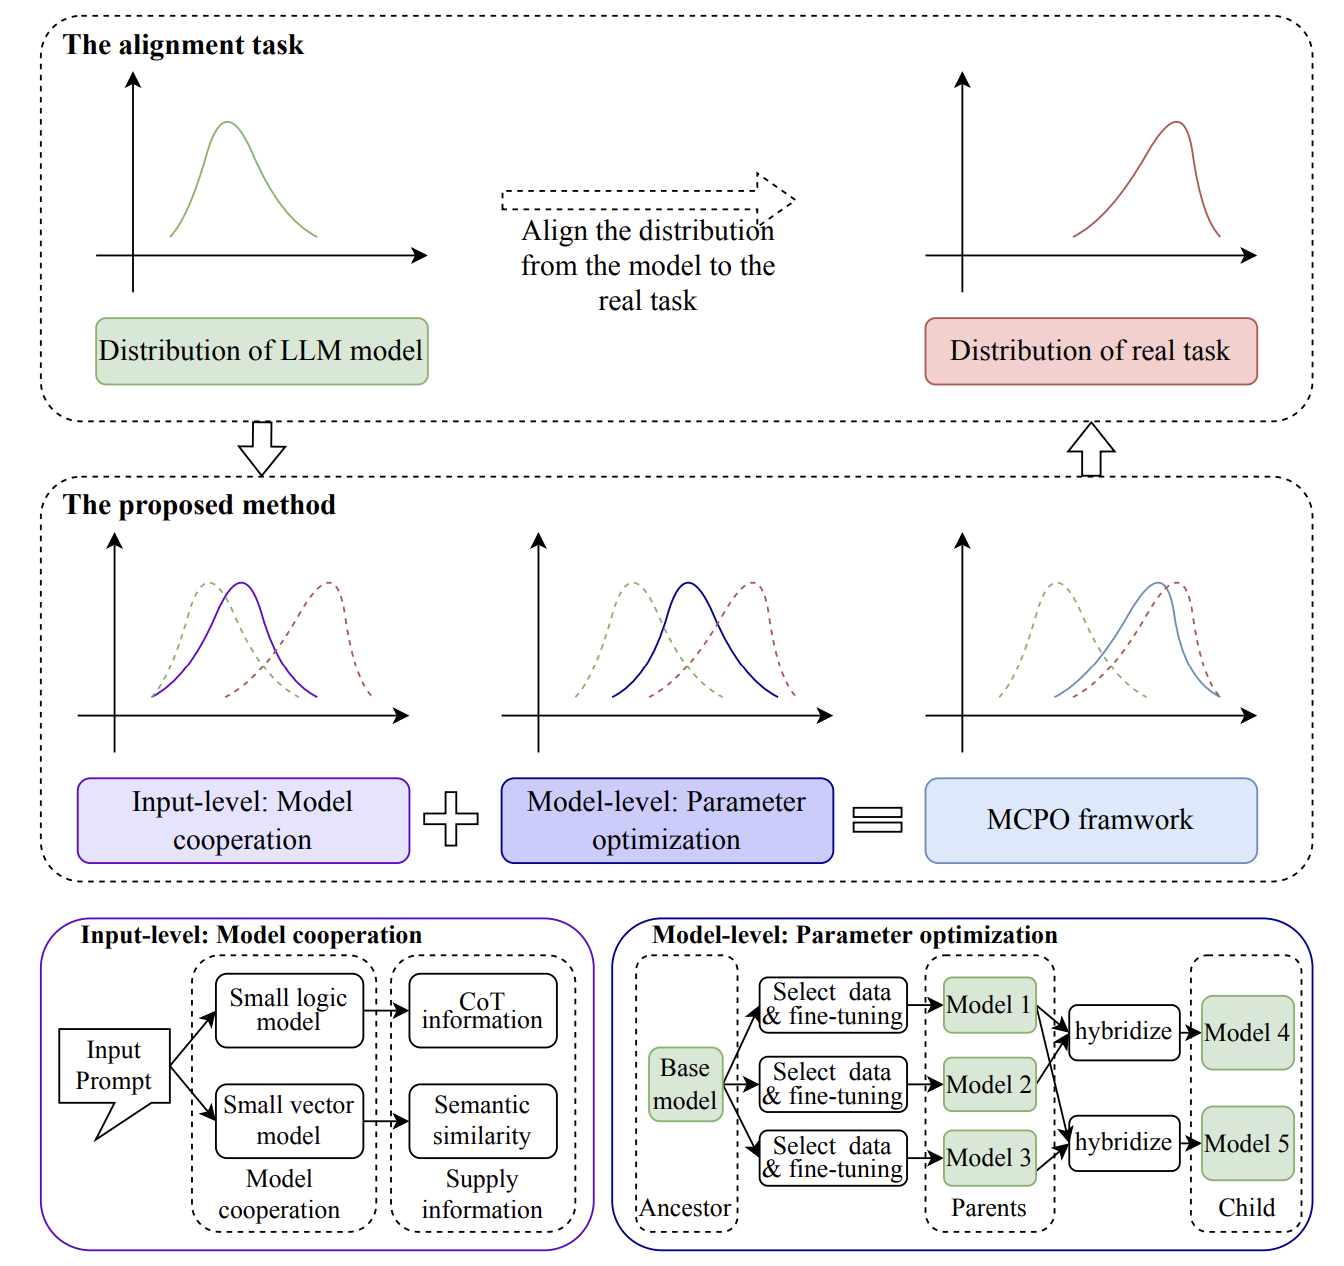 The alignment task
Align the distribution
from the model to the
real task
Distribution of LLM model
Distribution of real task
The proposed method
Input-level: Model
cooperation
Model-level: Parameter
optimization
MCPO framwork
Input-level: Model cooperation
Input
Prompt
Small logic
model
Small vector
model
Model
cooperation
CoT
information
Semantic
similarity
Supply
information
Model-level: Parameter optimization
Base
model
Ancestor
Select data
& fine-tuning
Select data
& fine-tuning
Select data
& fine-tuning
Model 1
Model 2
Model 3
Parents
hybridize
hybridize
Model 4
Model 5
Child